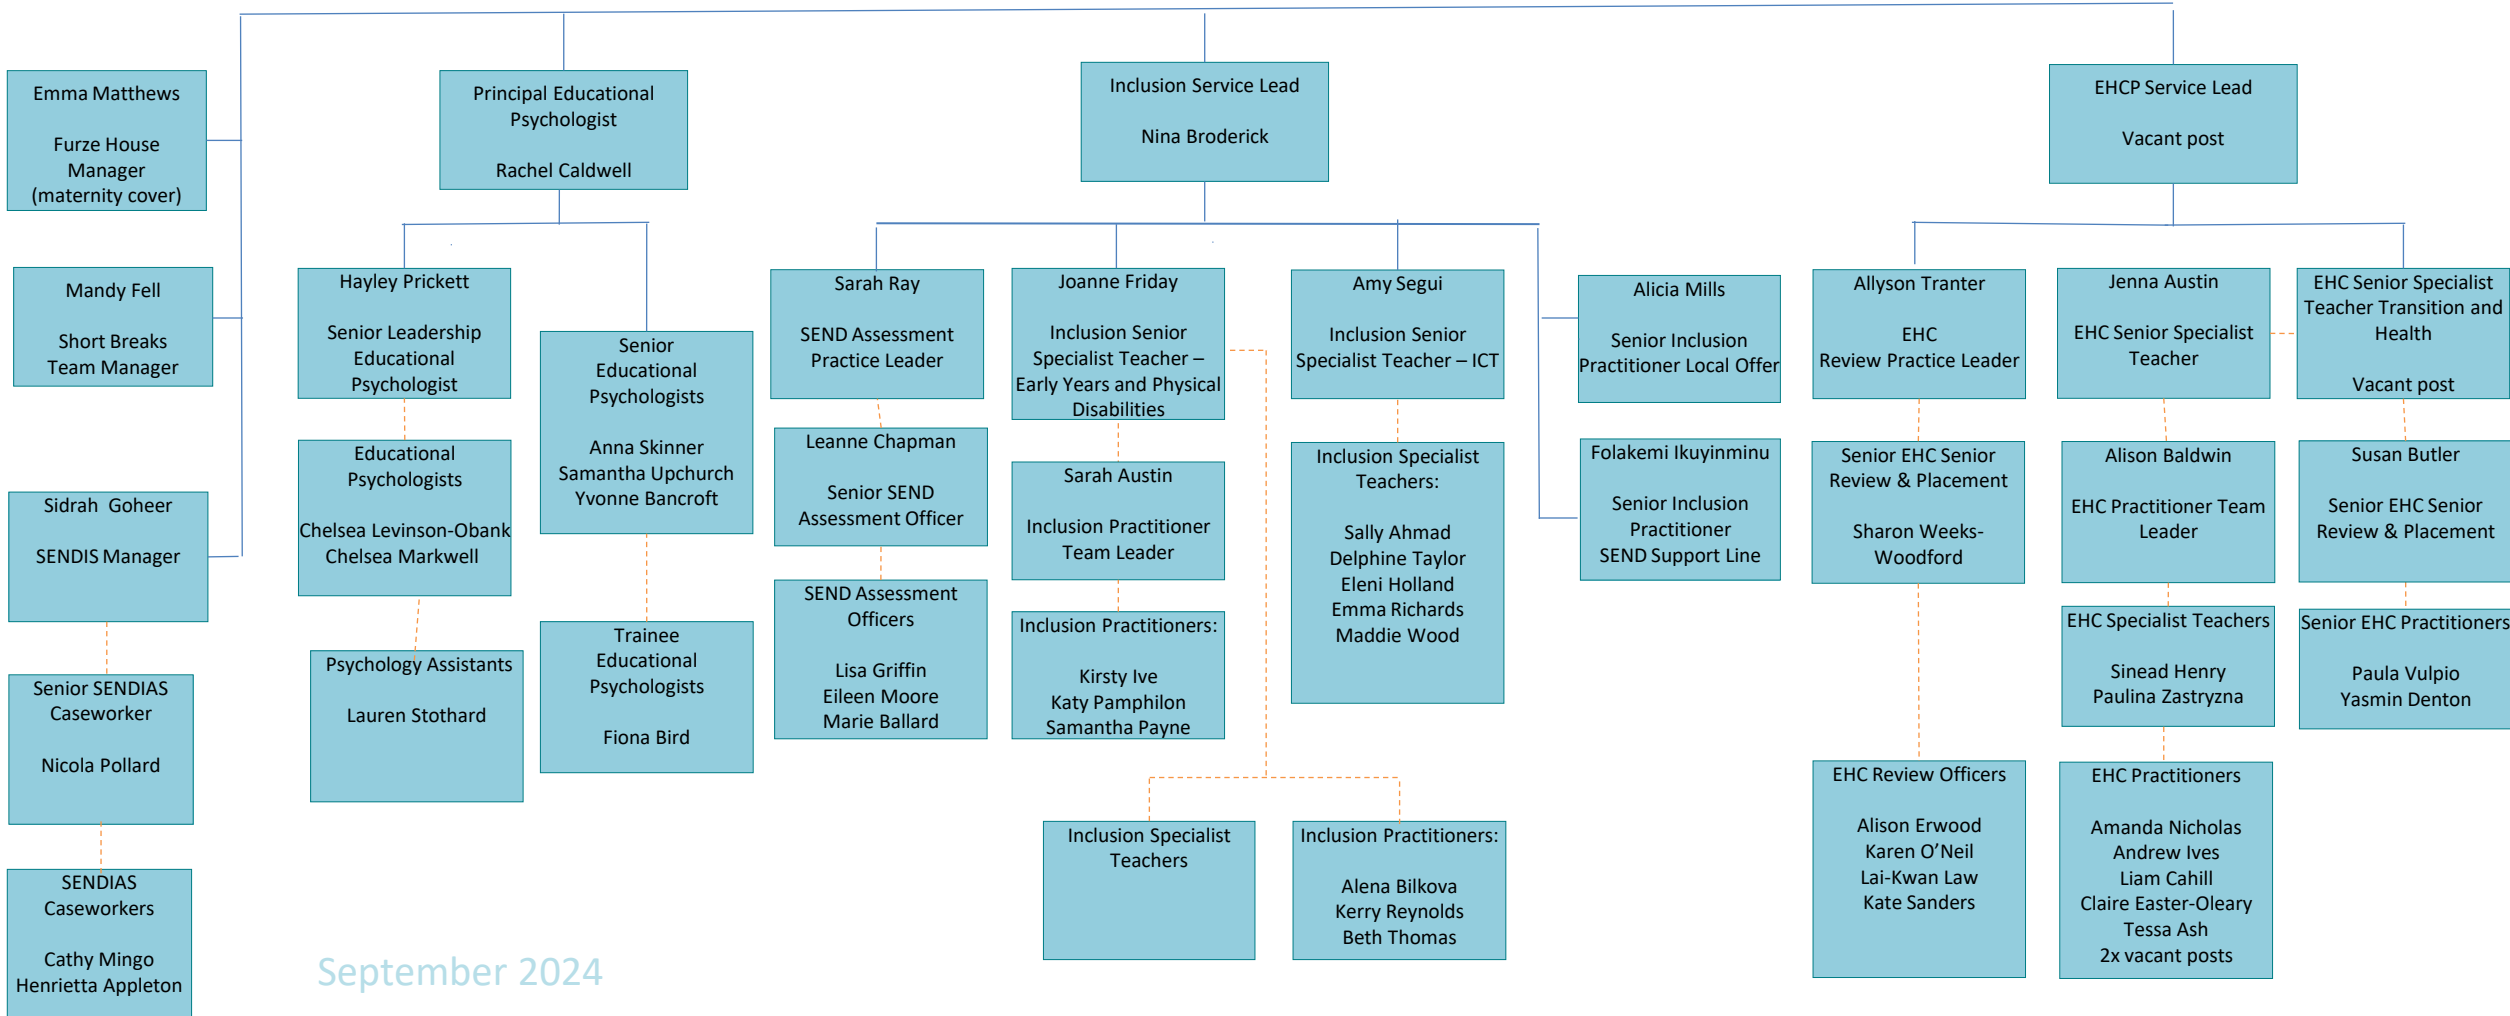 Emma Matthews
Furze House
Manager
(maternity cover)
Mandy Fell
Short Breaks
Team Manager
Sidrah Goheer
SENDIS Manager
Senior SENDIAS
Caseworker
Nicola Pollard
SENDIAS
Caseworkers
Cathy Mingo
Henrietta Appleton
Principal Educational
Psychologist
Rachel Caldwell
Hayley Prickett
Senior Leadership
Educational
Psychologist
Educational
Psychologists
Chelsea Levinson-Obank
Chelsea Markwell
Psychology Assistants
Lauren Stothard
Senior
Educational
Psychologists
Anna Skinner
Samantha Upchurch
Yvonne Bancroft
Trainee
Educational
Psychologists
Fiona Bird
Inclusion Service Lead
Nina Broderick
Sarah Ray
SEND Assessment
Practice Leader
Leanne Chapman
Senior SEND
Assessment Officer
SEND Assessment
Officers
Lisa Griffin
Eileen Moore
Marie Ballard
Joanne Friday
Inclusion Senior
Specialist Teacher –
Early Years and Physical
Disabilities
Sarah Austin
Inclusion Practitioner
Team Leader
Inclusion Practitioners:
Kirsty Ive
Katy Pamphilon
Samantha Payne
Inclusion Specialist
Teachers
Inclusion Practitioners:
Alena Bilkova
Kerry Reynolds
Beth Thomas
Amy Segui
Inclusion Senior
Specialist Teacher – ICT
Inclusion Specialist
Teachers:
Sally Ahmad
Delphine Taylor
Eleni Holland
Emma Richards
Maddie Wood
Alicia Mills
Senior Inclusion
Practitioner Local Offer
Folakemi Ikuyinminu
Senior Inclusion
Practitioner
SEND Support Line
EHCP Service Lead
Vacant post
Allyson Tranter
EHC
Review Practice Leader
Senior EHC Senior
Review & Placement
Sharon Weeks-
Woodford
EHC Review Officers
Alison Erwood
Karen O’Neil
Lai-Kwan Law
Kate Sanders
Jenna Austin
EHC Senior Specialist
Teacher
Alison Baldwin
EHC Practitioner Team
Leader
EHC Specialist Teachers
Sinead Henry
Paulina Zastryzna
EHC Practitioners
Amanda Nicholas
Andrew Ives
Liam Cahill
Claire Easter-Oleary
Tessa Ash
2x vacant posts
EHC Senior Specialist
Teacher Transition and
Health
Vacant post
Susan Butler
Senior EHC Senior
Review & Placement
Senior EHC Practitioners
Paula Vulpio
Yasmin Denton
September 2024